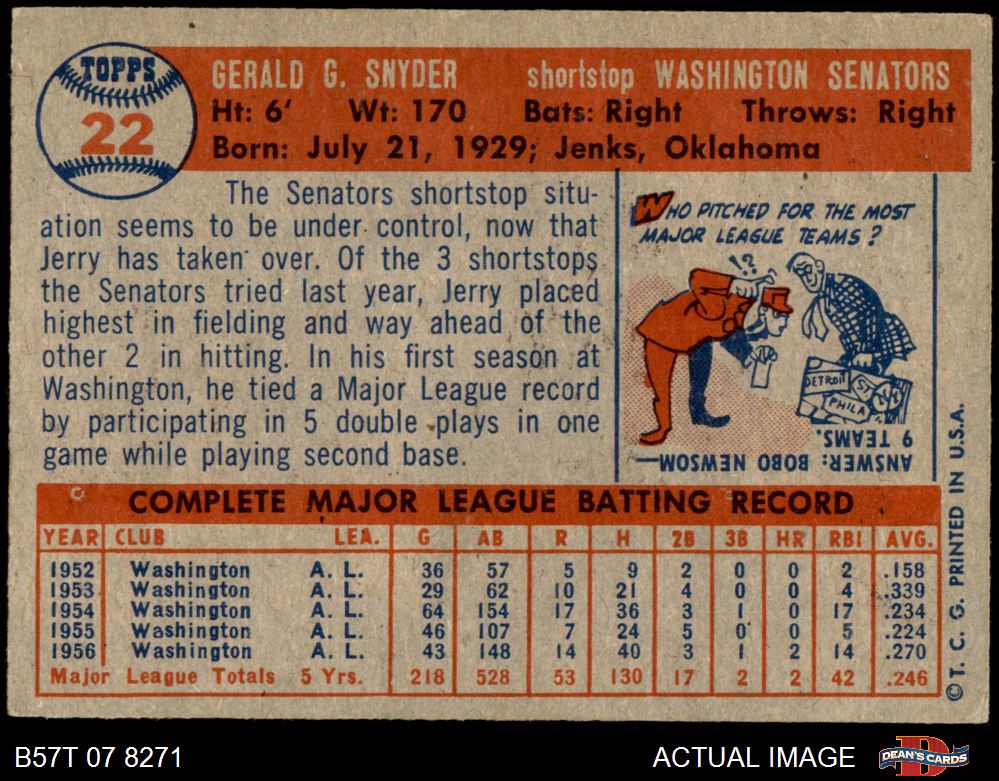 TOPPS
22
GERALD G. SNYDER shortstop WASHINGTON SENATORS
Ht: 6' Wt: 170 Bats: Right Throws: Right
Born: July 21, 1929; Jenks, Oklahoma
The Senators shortstop situ-
ation seems to be under control, now that
Jerry has taken over. Of the 3 shortstops
the Senators tried last year, Jerry placed
highest in fielding and way ahead of the
other 2 in hitting. In his first season at
Washington, he tied a Major League record
by participating in 5 double plays in one
game while playing second base.
WHO PITCHED FOR THE MOST
MAJOR LEAGUE TEAMS?
!?
DETROIT
ST
PHILA
ANSWER: BOBO NEWSOM—
9 TEAMS.
COMPLETE MAJOR LEAGUE BATTING RECORD
YEAR CLUB LEA. G AB R H 2B 3B HR RBI AVG.
1952 Washington A. L. 36 57 5 9 2 0 0 2 .158
1953 Washington A. L. 29 62 10 21 4 0 0 4 .339
1954 Washington A. L. 64 154 17 36 3 1 0 17 .234
1955 Washington A. L. 46 107 7 24 5 0 0 5 .224
1956 Washington A. L. 43 148 14 40 3 1 2 14 .270
Major League Totals 5 Yrs. 218 528 53 130 17 2 2 42 .246
© T. C. G. PRINTED IN U.S.A.
B57T 07 8271
ACTUAL IMAGE
DEAN'S CARDS